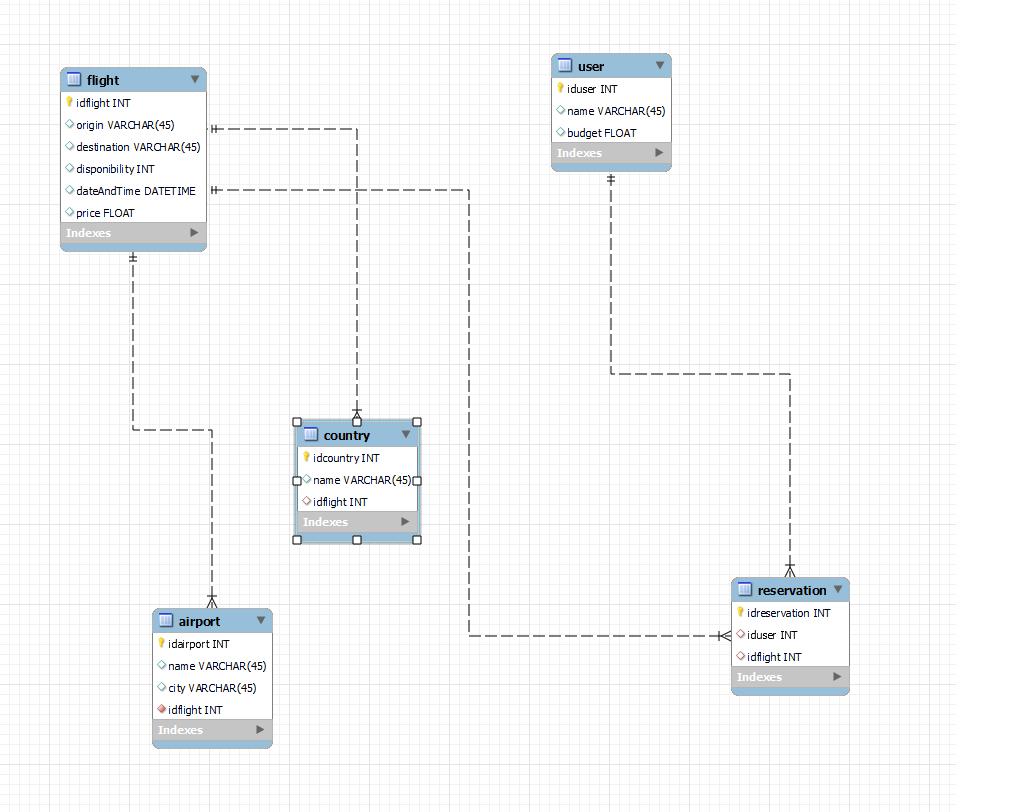 flight
idflight INT
origin VARCHAR(45)
destination VARCHAR(45)
disponibility INT
dateAndTime DATETIME
price FLOAT
Indexes
user
iduser INT
name VARCHAR(45)
budget FLOAT
Indexes
country
idcountry INT
name VARCHAR(45)
idflight INT
Indexes
airport
idairport INT
name VARCHAR(45)
city VARCHAR(45)
idflight INT
Indexes
reservation
idreservation INT
iduser INT
idflight INT
Indexes